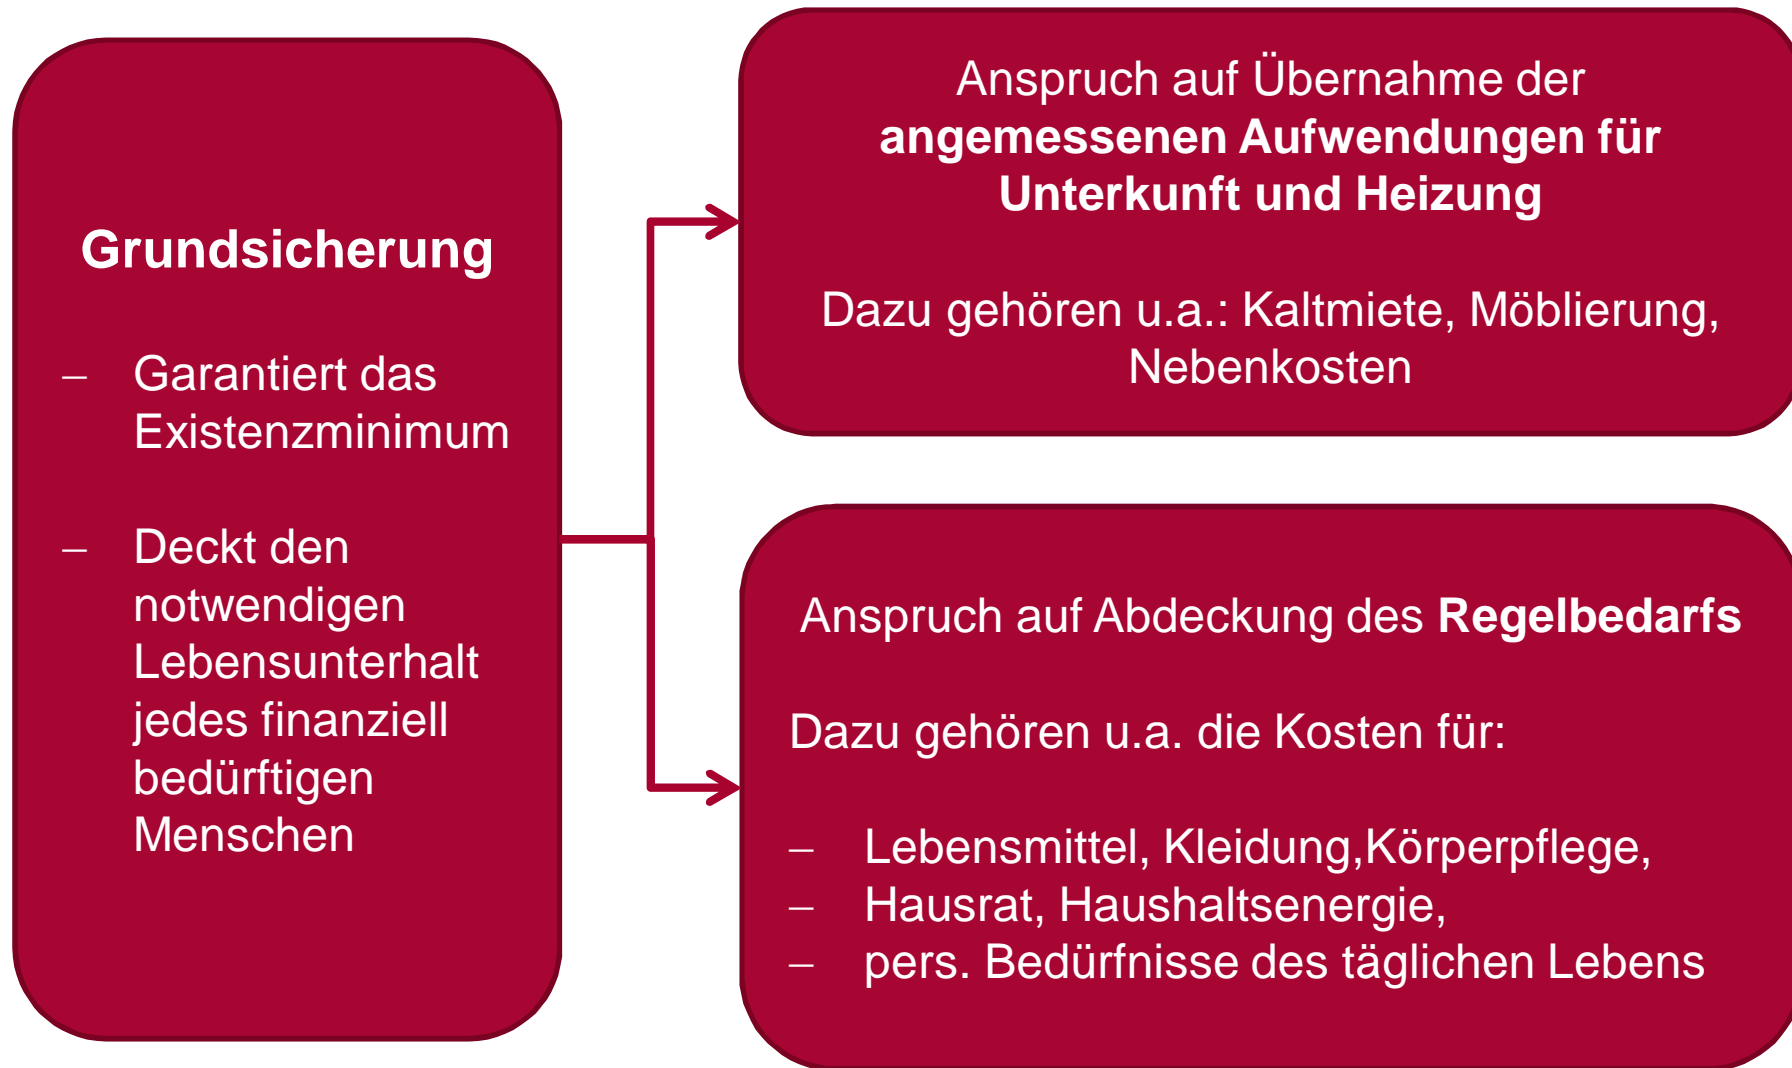 Grundsicherung
– Garantiert das
Existenzminimum
– Deckt den
notwendigen
Lebensunterhalt
jedes finanziell
bedürftigen
Menschen
Anspruch auf Übernahme der
angemessenen Aufwendungen für
Unterkunft und Heizung
Dazu gehören u.a.: Kaltmiete, Möblierung,
Nebenkosten
Anspruch auf Abdeckung des Regelbedarfs
Dazu gehören u.a. die Kosten für:
– Lebensmittel, Kleidung,Körperpflege,
– Hausrat, Haushaltsenergie,
– pers. Bedürfnisse des täglichen Lebens